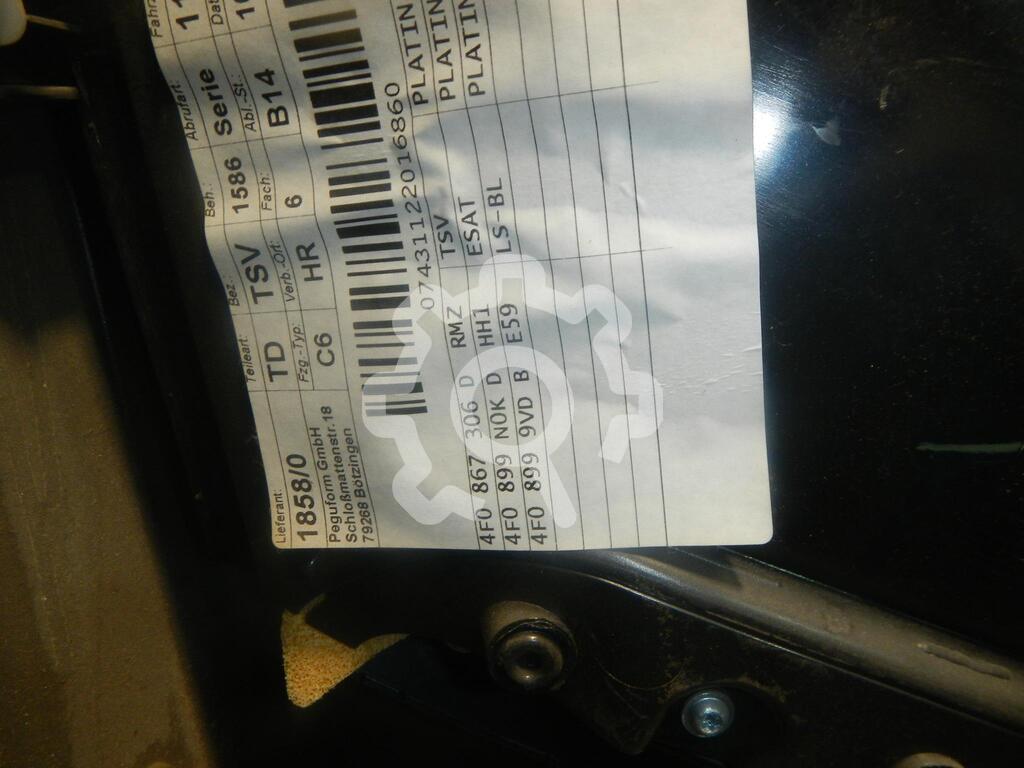 Lieferant: Teileart: Bez.: Beh.: Abrufart:
1858/0 TD TSV 1586 Serie
Peguform GmbH Fzg.-Typ: Verb.-Ort: Fach: Abl.-St.:
Schloßmattenstr.18 C6 HR 6 B14
79268 Bötzingen
07431122016860
4F0 867 306 D RMZ TSV PLATIN
4F0 899 N0K D HH1 ESAT PLATIN
4F0 899 9VD B E59 LS-BL PLATIN